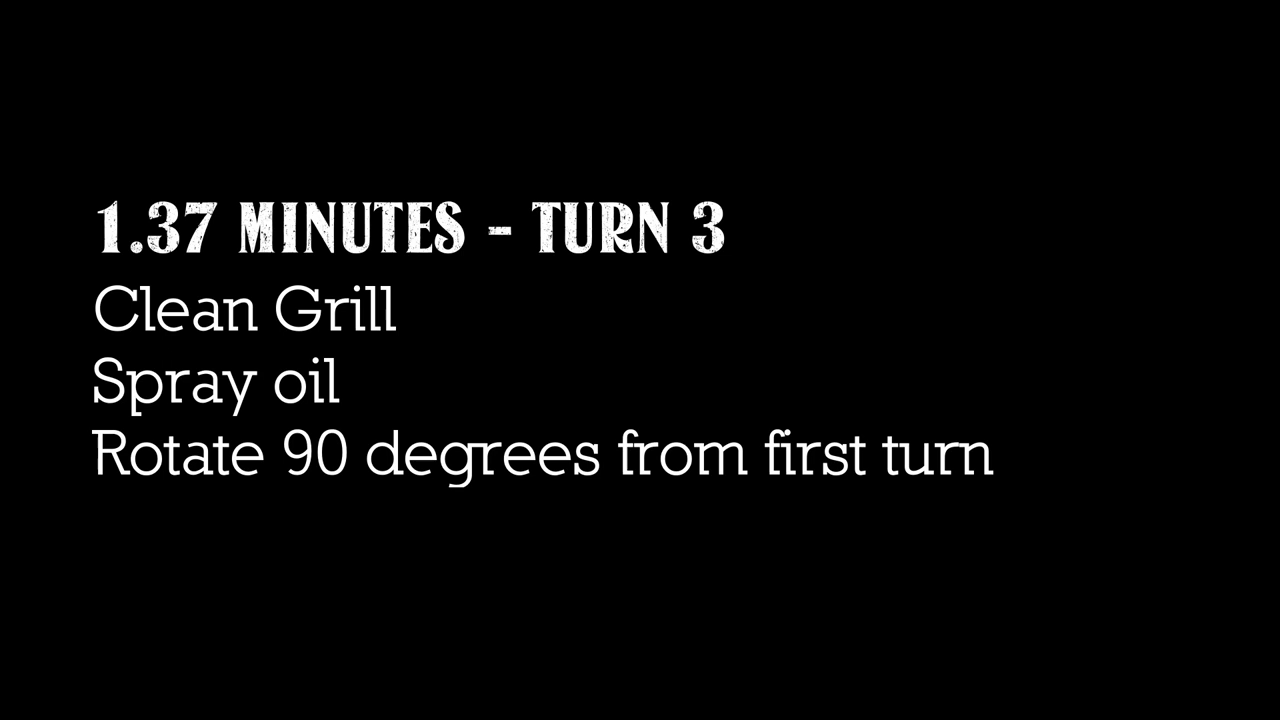 1.37 MINUTES - TURN 3
Clean Grill
Spray oil
Rotate 90 degrees from first turn